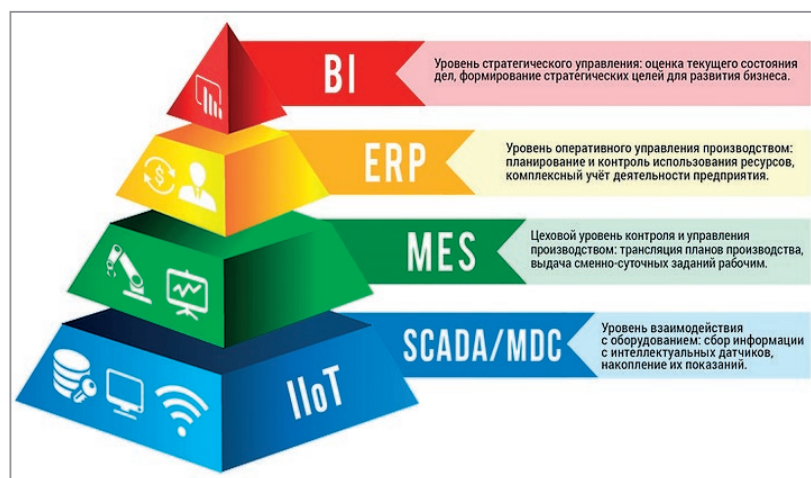 BI
Уровень стратегического управления: оценка текущего состояния
дел, формирование стратегических целей для развития бизнеса.
ERP
Уровень оперативного управления производством:
планирование и контроль использования ресурсов,
комплексный учёт деятельности предприятия.
MES
Цеховой уровень контроля и управления
производством: трансляция планов производства,
выдача сменно-суточных заданий рабочим.
IIoT
SCADA/MDC
Уровень взаимодействия
с оборудованием: сбор информации
с интеллектуальных датчиков,
накопление их показаний.